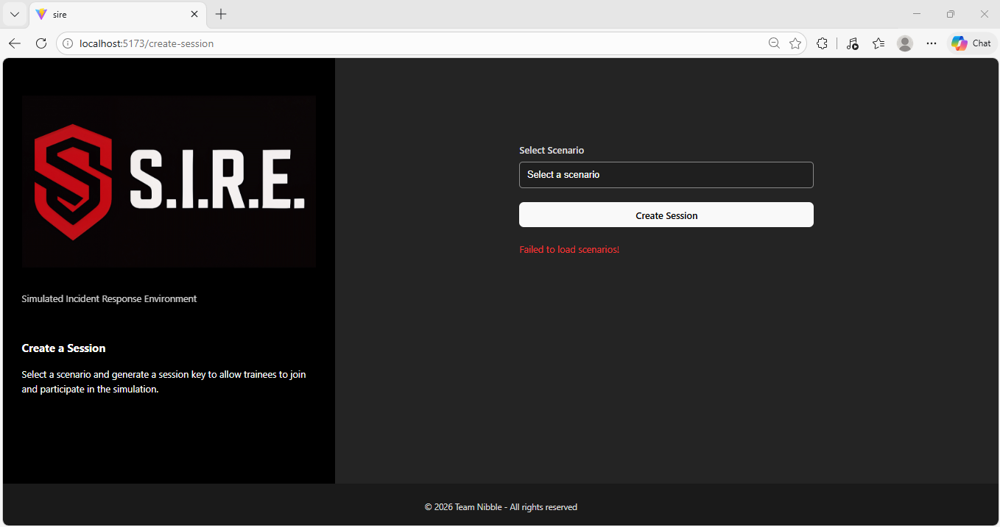 sire
localhost:5173/create-session
Chat
S.I.R.E.
Simulated Incident Response Environment
Create a Session
Select a scenario and generate a session key to allow trainees to join
and participate in the simulation.
Select Scenario
Select a scenario
Create Session
Failed to load scenarios!
© 2026 Team Nibble - All rights reserved